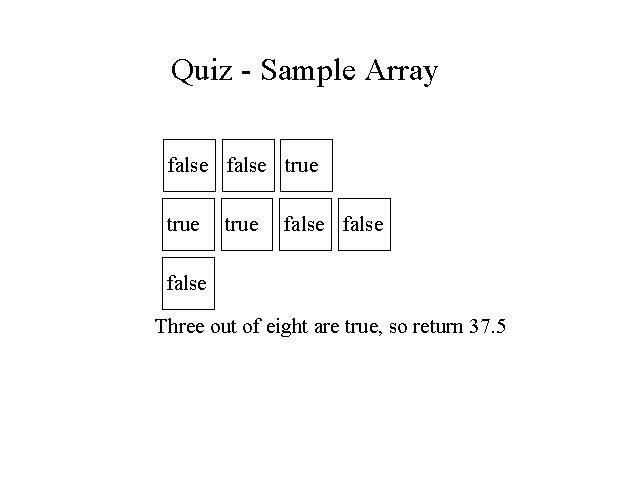 Quiz - Sample Array
false false true
true true false false
false
Three out of eight are true, so return 37.5